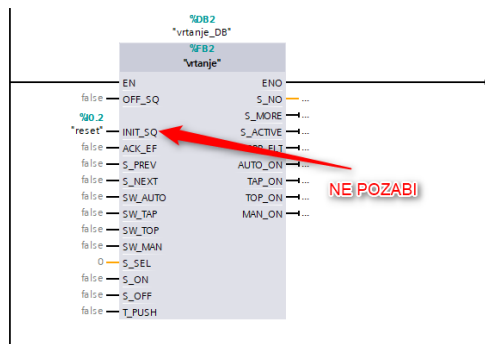 %DB2
"vrtanje_DB"
%FB2
"vrtanje"
EN ENO
false OFF_SQ S_NO ...
%I0.2 S_MORE ...
"reset" INIT_SQ S_ACTIVE ...
false ACK_EF ...
false S_PREV AUTO_ON ...
false S_NEXT TAP_ON ...
false SW_AUTO TOP_ON ...
false SW_TAP MAN_ON ...
false SW_TOP
false SW_MAN
0 S_SEL
false S_ON
false S_OFF
false T_PUSH
NE POZABI